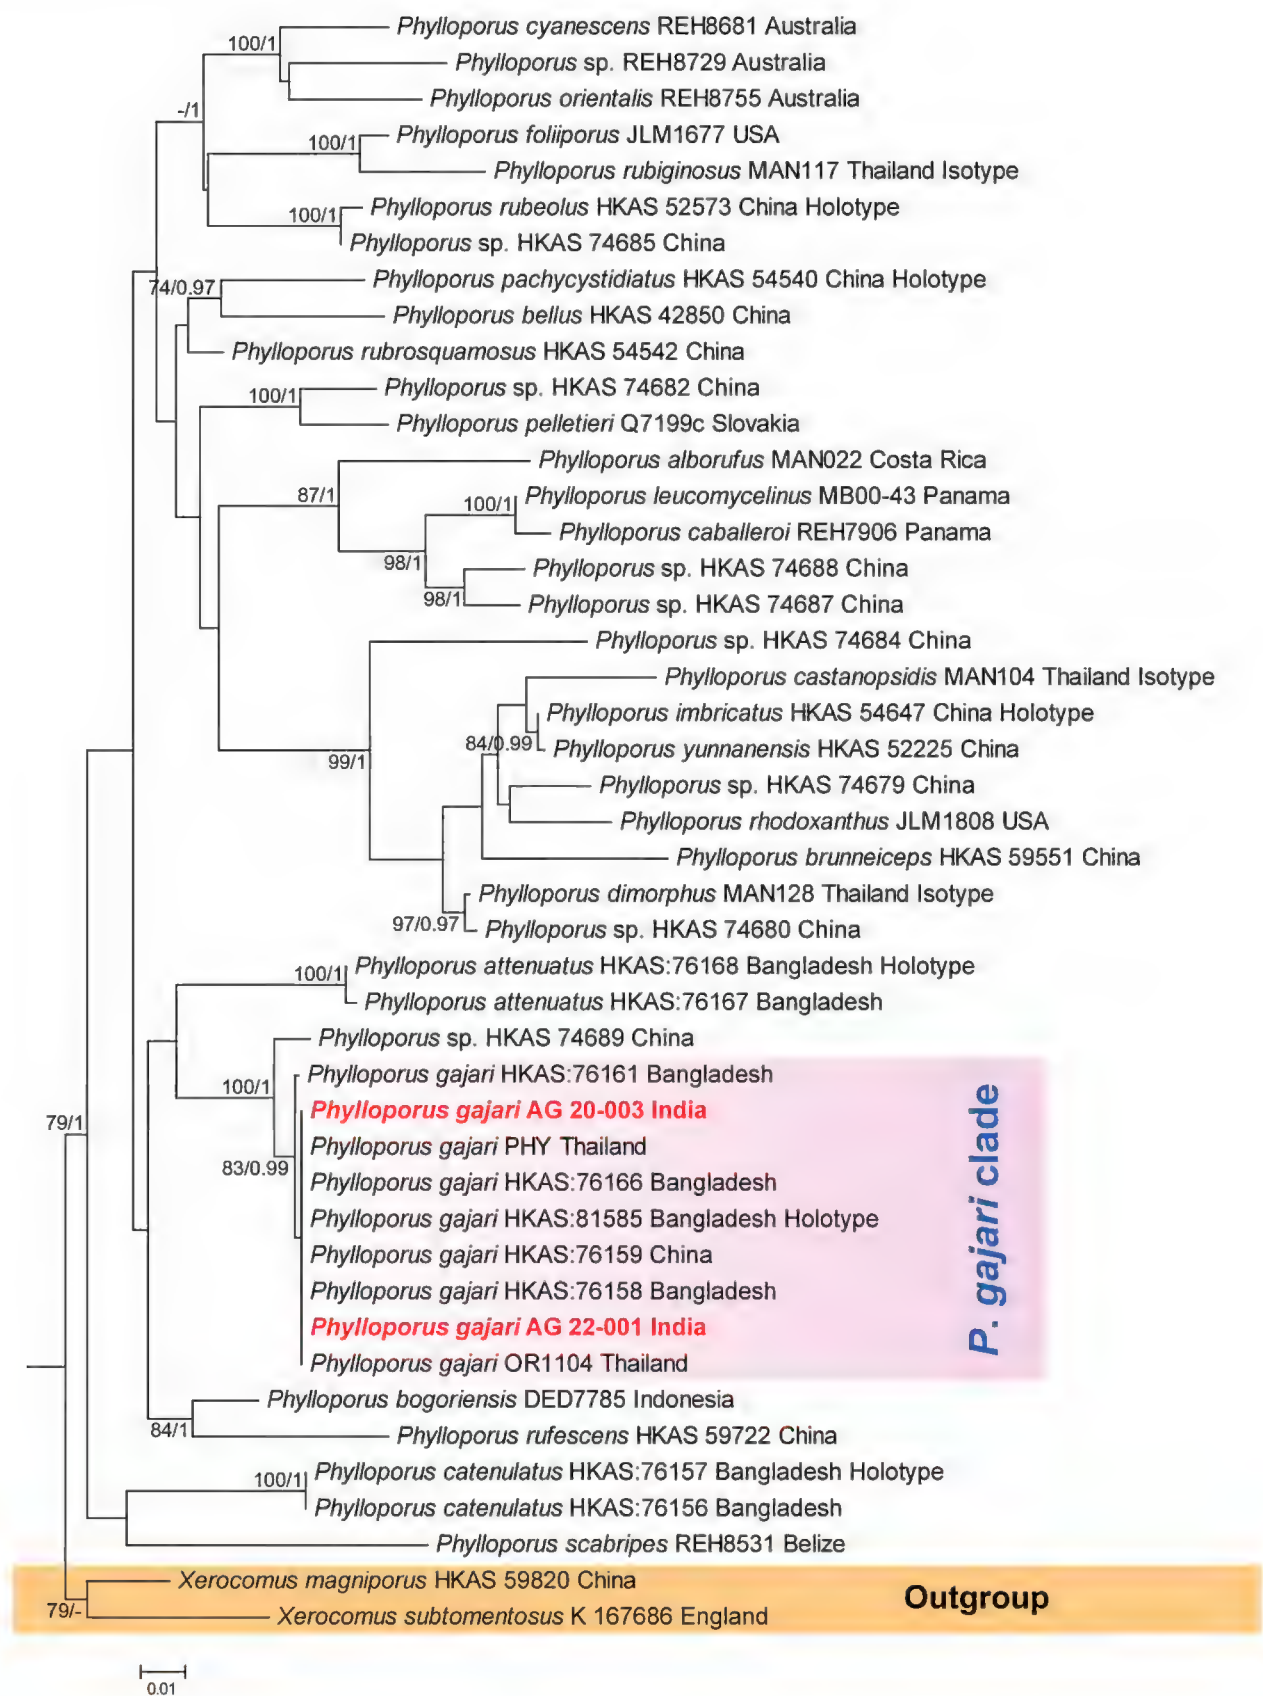 Phylloporus cyanescens REH8681 Australia
100/1
Phylloporus sp. REH8729 Australia
Phylloporus orientalis REH8755 Australia
-/1
Phylloporus foliiporus JLM1677 USA
100/1
Phylloporus rubiginosus MAN117 Thailand Isotype
Phylloporus rubeolus HKAS 52573 China Holotype
100/1
Phylloporus sp. HKAS 74685 China
Phylloporus pachycystidiatus HKAS 54540 China Holotype
74/0.97
Phylloporus bellus HKAS 42850 China
Phylloporus rubrosquamosus HKAS 54542 China
Phylloporus sp. HKAS 74682 China
100/1
Phylloporus pelletieri Q7199c Slovakia
Phylloporus alborufus MAN022 Costa Rica
87/1
Phylloporus leucomycelinus MB00-43 Panama
100/1
Phylloporus caballeroi REH7906 Panama
98/1
Phylloporus sp. HKAS 74688 China
98/1
Phylloporus sp. HKAS 74687 China
Phylloporus sp. HKAS 74684 China
Phylloporus castanopsidis MAN104 Thailand Isotype
Phylloporus imbricatus HKAS 54647 China Holotype
84/0.99
Phylloporus yunnanensis HKAS 52225 China
99/1
Phylloporus sp. HKAS 74679 China
Phylloporus rhodoxanthus JLM1808 USA
Phylloporus brunneiceps HKAS 59551 China
Phylloporus dimorphus MAN128 Thailand Isotype
97/0.97
Phylloporus sp. HKAS 74680 China
Phylloporus attenuatus HKAS:76168 Bangladesh Holotype
100/1
Phylloporus attenuatus HKAS:76167 Bangladesh
Phylloporus sp. HKAS 74689 China
Phylloporus gajari HKAS:76161 Bangladesh
100/1
Phylloporus gajari AG 20-003 India
79/1
Phylloporus gajari PHY Thailand
83/0.99
Phylloporus gajari HKAS:76166 Bangladesh
Phylloporus gajari HKAS:81585 Bangladesh Holotype
P. gajari clade
Phylloporus gajari HKAS:76159 China
Phylloporus gajari HKAS:76158 Bangladesh
Phylloporus gajari AG 22-001 India
Phylloporus gajari OR1104 Thailand
Phylloporus bogoriensis DED7785 Indonesia
84/1
Phylloporus rufescens HKAS 59722 China
Phylloporus catenulatus HKAS:76157 Bangladesh Holotype
100/1
Phylloporus catenulatus HKAS:76156 Bangladesh
Phylloporus scabripes REH8531 Belize
Xerocomus magniporus HKAS 59820 China
Outgroup
79/-
Xerocomus subtomentosus K 167686 England
0.01